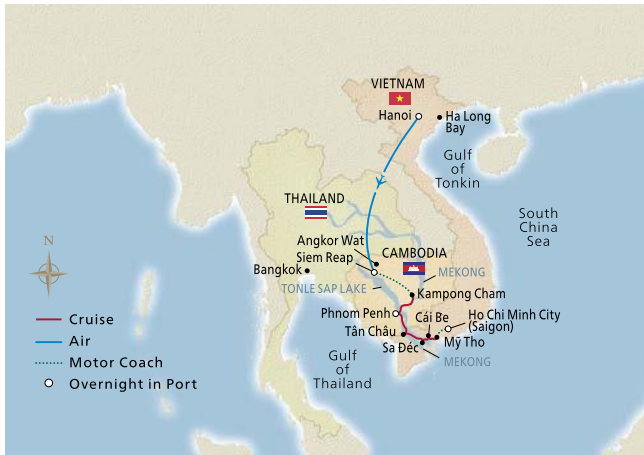 VIETNAM
Hanoi
Ha Long
Bay
Gulf
of
Tonkin
THAILAND
South
China
Sea
Angkor Wat
Siem Reap
CAMBODIA
N
Bangkok
MEKONG
TONLE SAP LAKE
Kampong Cham
Phnom Penh
Cái Be
Ho Chi Minh City
(Saigon)
Tân Châu
Mỹ Tho
Sa Đéc
MEKONG
Gulf
of
Thailand
Cruise
Air
Motor Coach
Overnight in Port